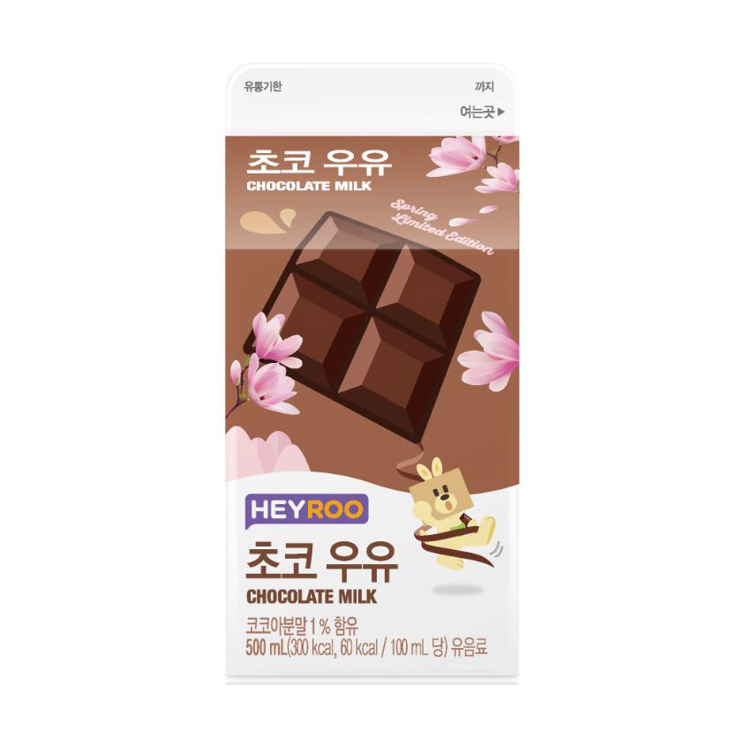 유통기한 까지
여는곳▶
초코 우유
CHOCOLATE MILK
Spring
Limited Edition
HEYROO
초코 우유
CHOCOLATE MILK
코코아분말 1 % 함유
500 mL(300 kcal, 60 kcal / 100 mL 당) 유음료